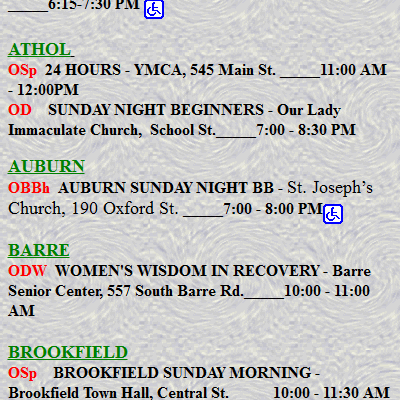 _____6:15-7:30 PM
ATHOL
OSp 24 HOURS - YMCA, 545 Main St. _____11:00 AM
- 12:00PM
OD SUNDAY NIGHT BEGINNERS - Our Lady
Immaculate Church, School St._____7:00 - 8:30 PM
AUBURN
OBBh AUBURN SUNDAY NIGHT BB - St. Joseph’s
Church, 190 Oxford St. _____7:00 - 8:00 PM
BARRE
ODW WOMEN'S WISDOM IN RECOVERY - Barre
Senior Center, 557 South Barre Rd._____10:00 - 11:00
AM
BROOKFIELD
OSp BROOKFIELD SUNDAY MORNING -
Brookfield Town Hall, Central St. _____10:00 - 11:30 AM